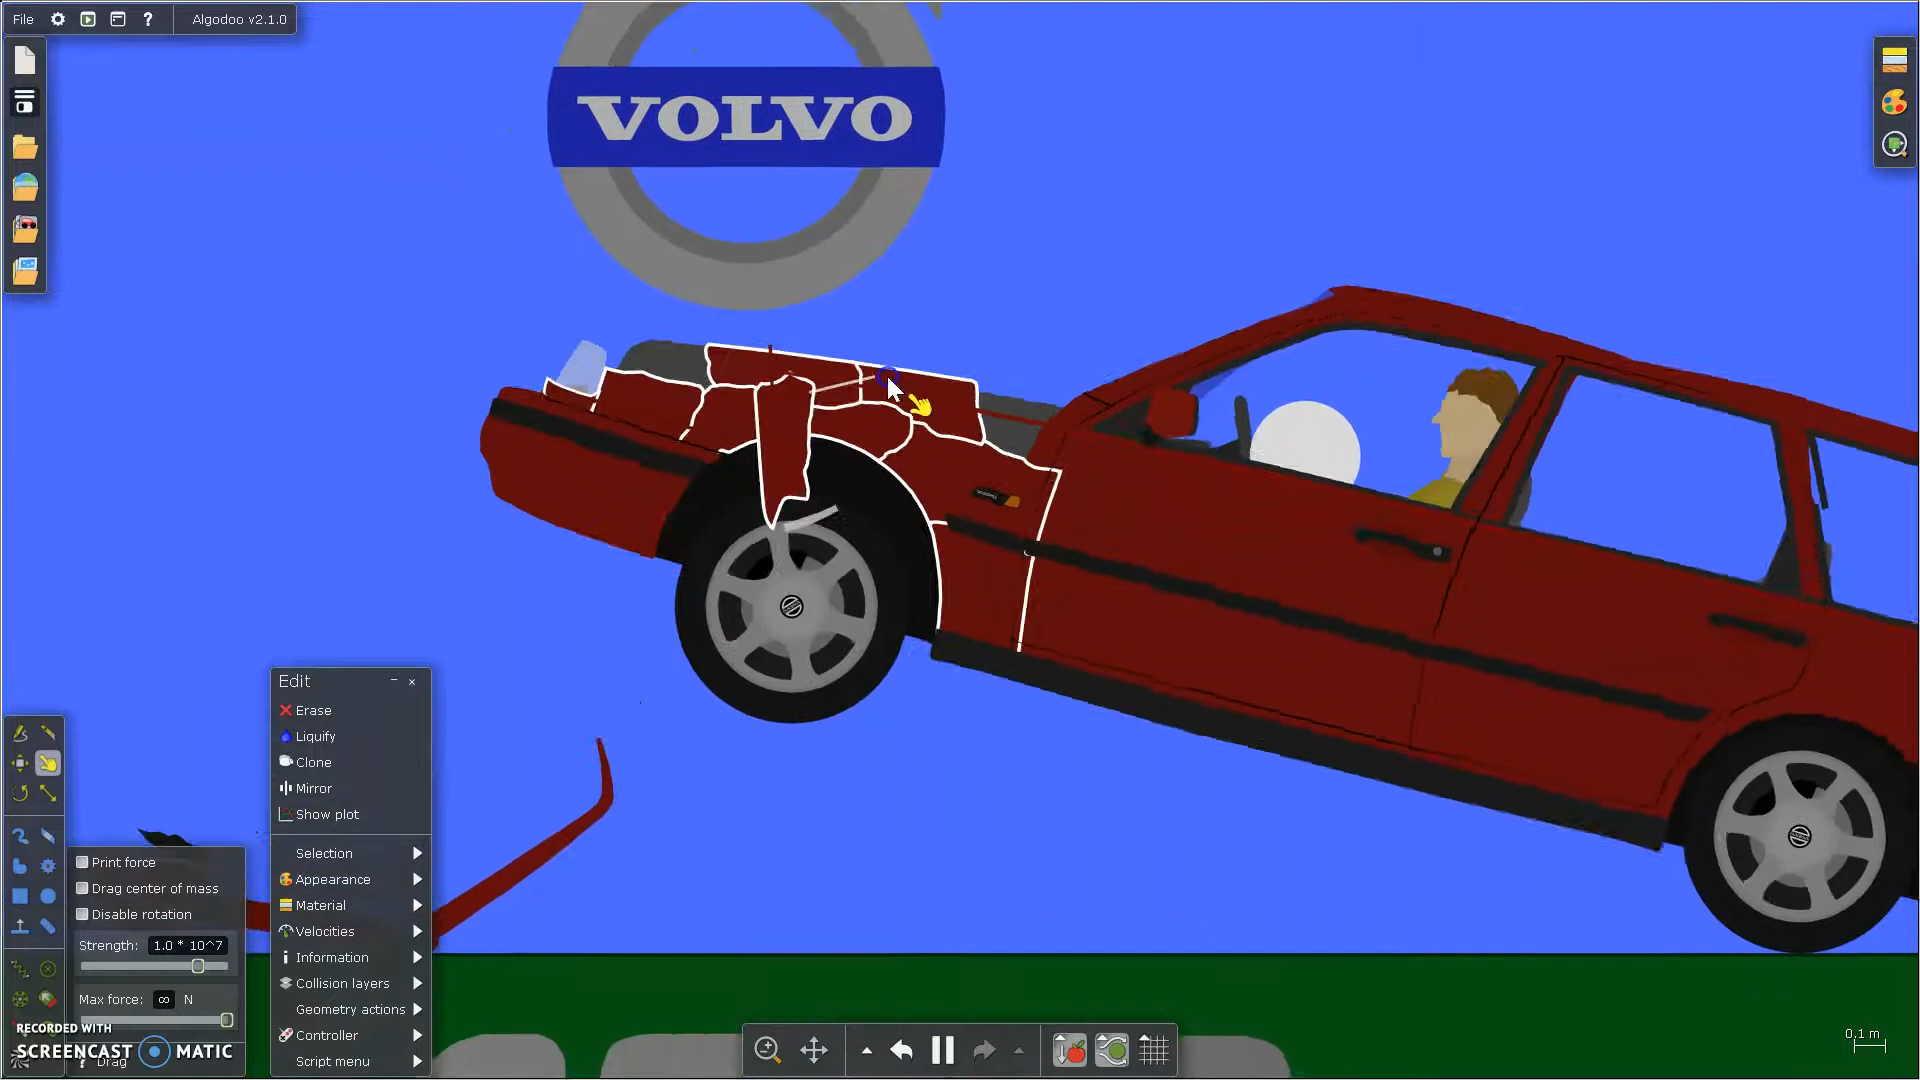 File ? Algodoo v2.1.0
VOLVO
Edit
Erase
Liquify
Clone
Mirror
Show plot
Selection
Appearance
Material
Velocities
Information
Collision layers
Geometry actions
Controller
Script menu
Print force
Drag center of mass
Disable rotation
Strength: 1.0 * 10^7
Max force: ∞ N
RECORDED WITH
SCREENCAST MATIC
? Drag
0.1 m